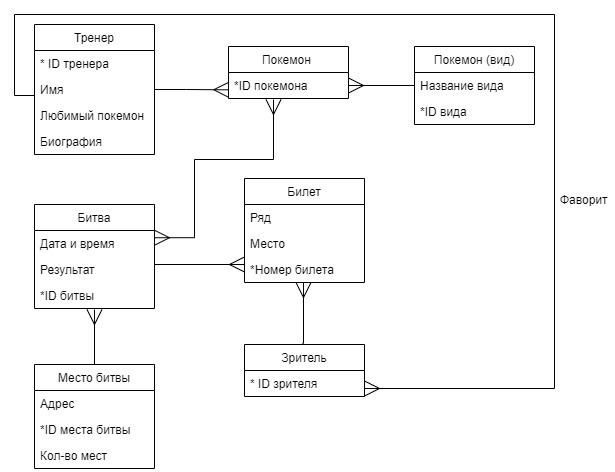 Тренер
* ID тренера
Имя
Любимый покемон
Биография
Покемон
*ID покемона
Покемон (вид)
Название вида
*ID вида
Фаворит
Битва
Дата и время
Результат
*ID битвы
Билет
Ряд
Место
*Номер билета
Место битвы
Адрес
*ID места битвы
Кол-во мест
Зритель
* ID зрителя